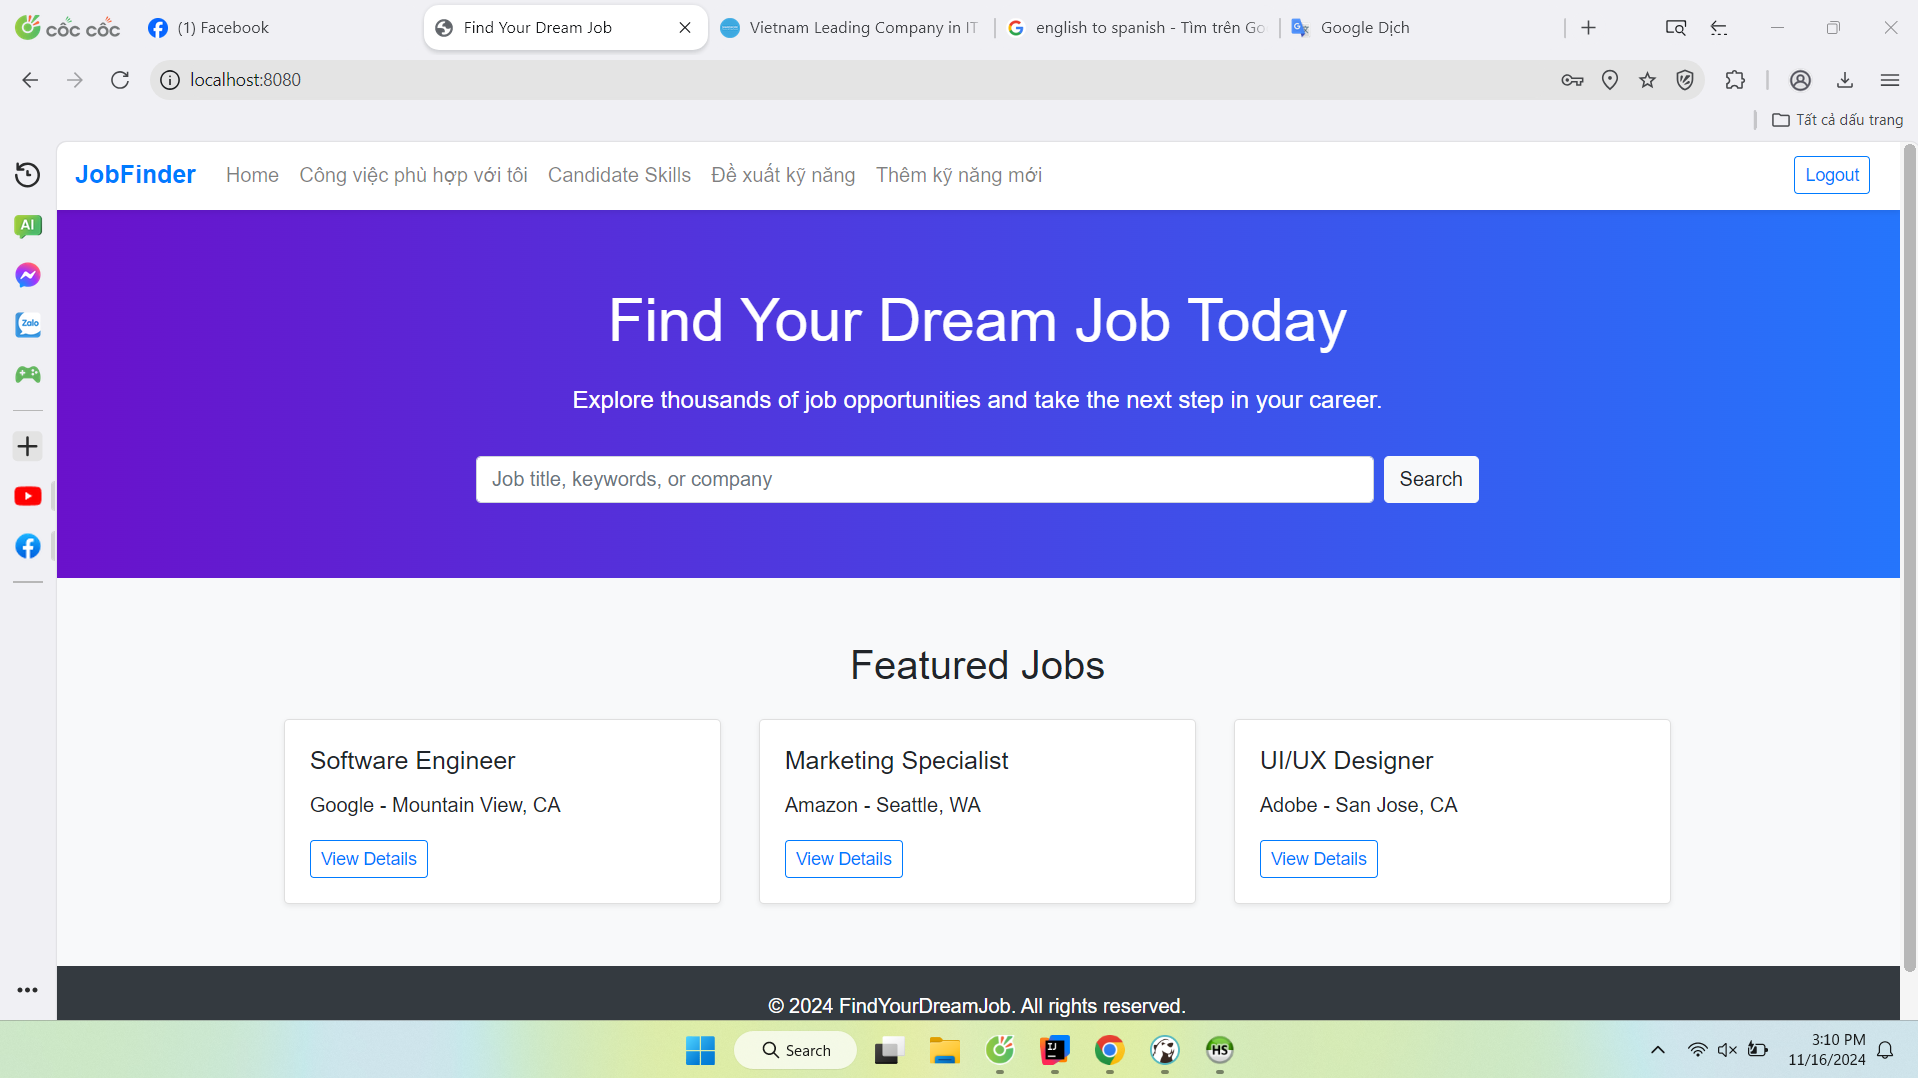 cốc cốc
(1) Facebook
Find Your Dream Job
Vietnam Leading Company in IT
english to spanish - Tìm trên Go
Google Dịch
localhost:8080
Tất cả dấu trang
JobFinder
Home
Công việc phù hợp với tôi
Candidate Skills
Đề xuất kỹ năng
Thêm kỹ năng mới
Logout
AI
Zalo
Find Your Dream Job Today
Explore thousands of job opportunities and take the next step in your career.
Job title, keywords, or company
Search
Featured Jobs
Software Engineer
Google - Mountain View, CA
View Details
Marketing Specialist
Amazon - Seattle, WA
View Details
UI/UX Designer
Adobe - San Jose, CA
View Details
© 2024 FindYourDreamJob. All rights reserved.
Search
IJ
HS
3:10 PM
11/16/2024